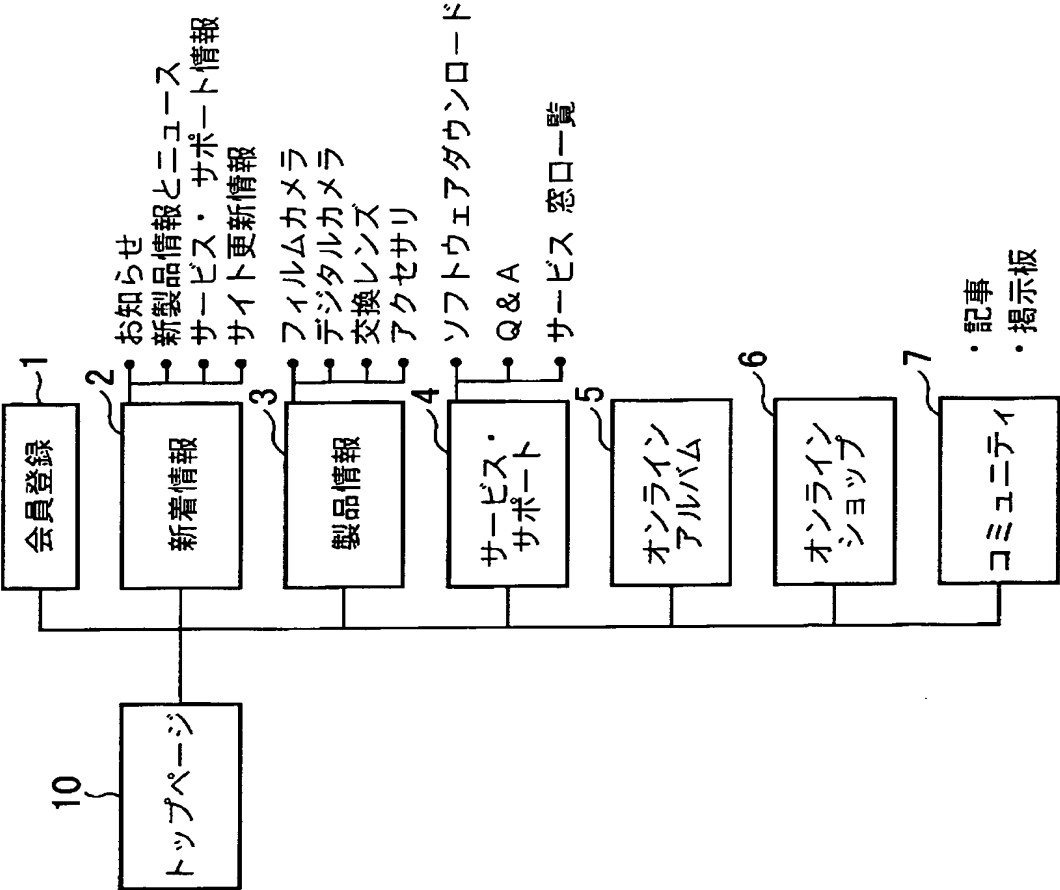 10
トップページ
1
会員登録
2
新着情報
お知らせ
新製品情報とニュース
サービス・ サポート情報
サイト更新情報
3
製品情報
フィルムカメラ
デジタルカメラ
交換レンズ
アクセサリ
4
サービス・
サポート
ソフトウェアダウンロード
Q&A
サービス 窓口一覧
5
オンライン
アルバム
6
オンライン
ショップ
7
コミュニティ
・記事
・掲示板